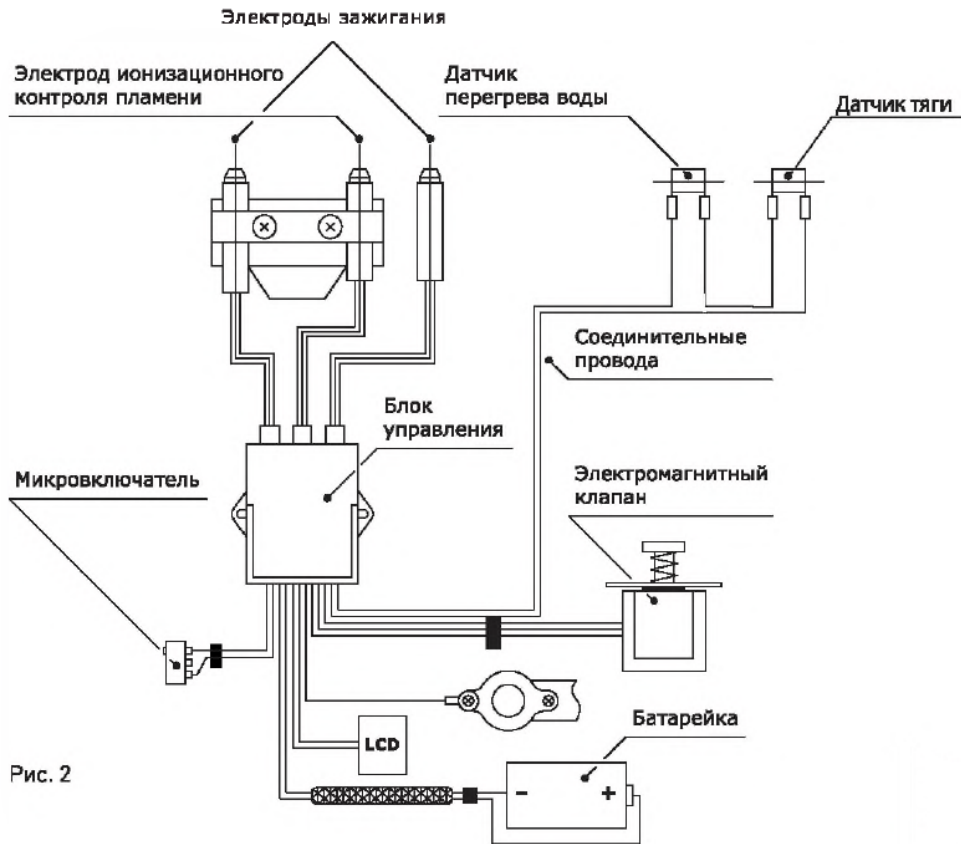 Электроды зажигания
Электрод ионизационного
контроля пламени
Датчик
перегрева воды
Датчик тяги
Соединительные
провода
Блок
управления
Микровключатель
Электромагнитный
клапан
Батарейка
LCD
Рис. 2
- +